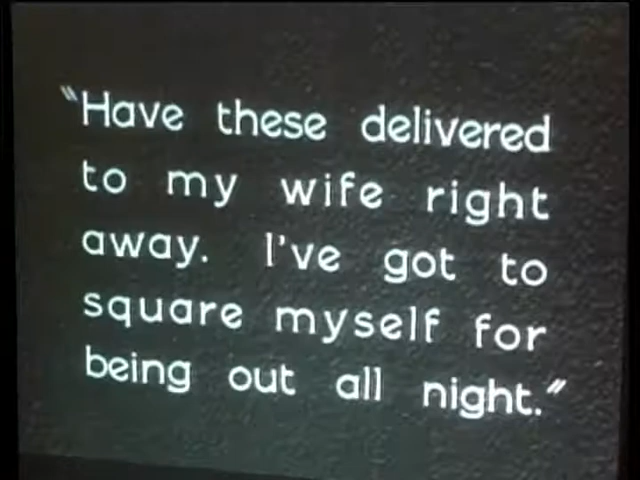 "Have these delivered
to my wife right
away. I've got to
square myself for
being out all night."